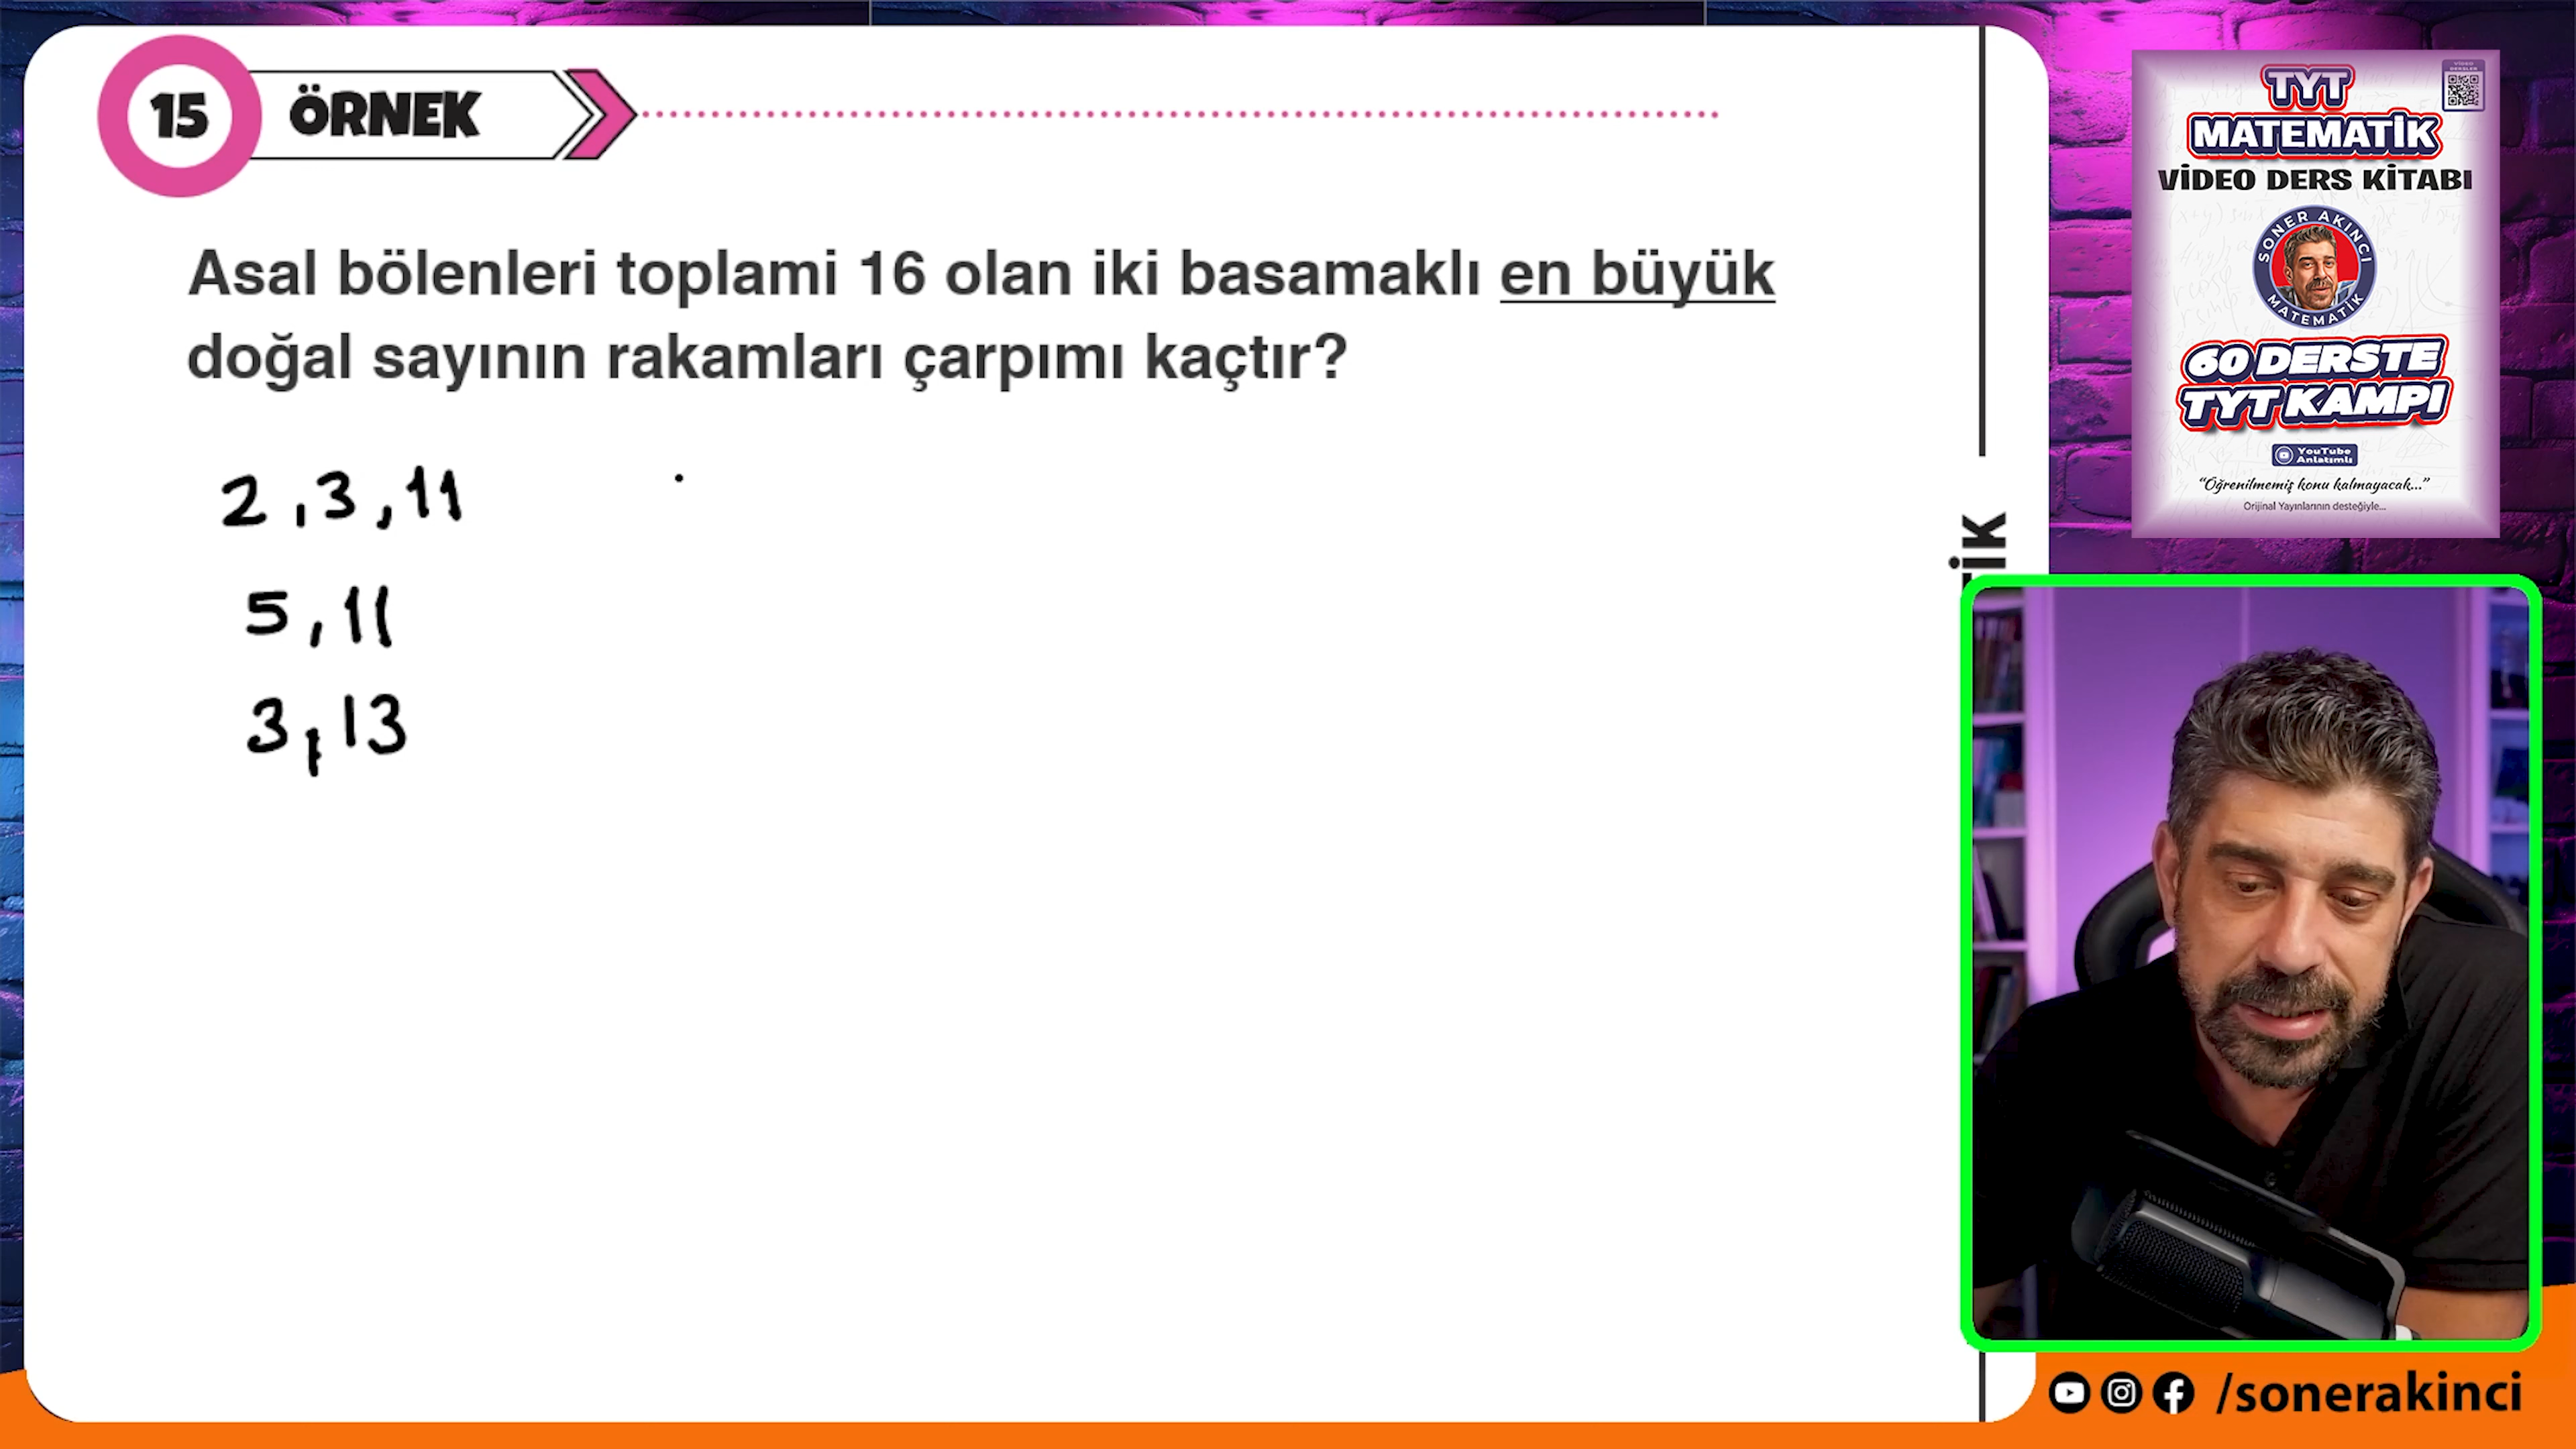 15 ÖRNEK
Asal bölenleri toplami 16 olan iki basamaklı en büyük
doğal sayının rakamları çarpımı kaçtır?
2, 3, 11
5, 11
3, 13
İK
TYT
MATEMATİK
VİDEO DERS KİTABI
SONER AKINCI
MATEMATİK
60 DERSTE
TYT KAMPI
YouTube
Anlatımlı
“Öğrenilmemiş konu kalmayacak...”
Orijinal Yayınlarının desteğiyle...
/sonerakinci